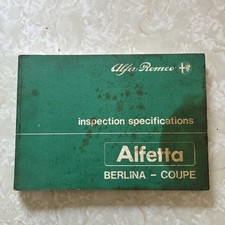 Alfa Romeo
inspection specifications
Alfetta
BERLINA - COUPE